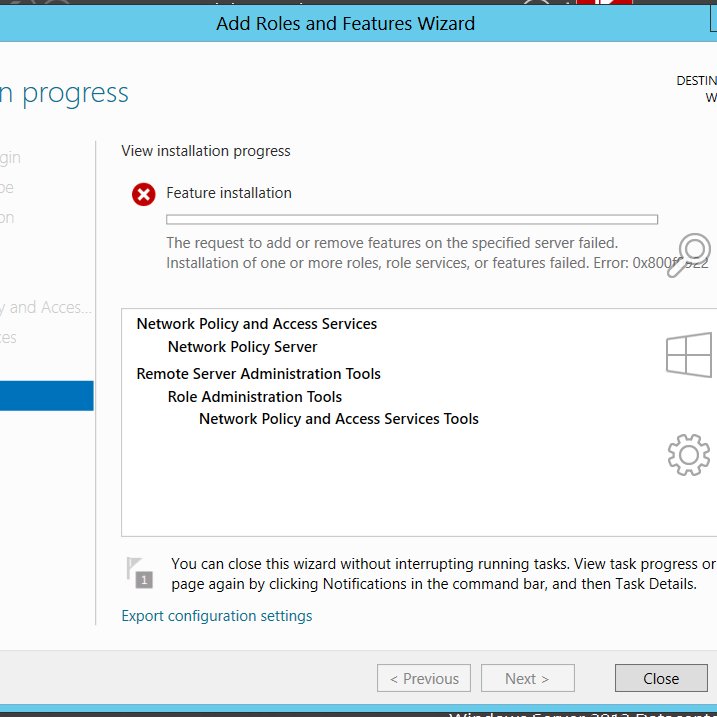 Add Roles and Features Wizard
n progress
DESTIN
W
gin
pe
on
y and Acces...
es
View installation progress
Feature installation
The request to add or remove features on the specified server failed.
Installation of one or more roles, role services, or features failed. Error:
Network Policy and Access Services
Network Policy Server
Remote Server Administration Tools
Role Administration Tools
Network Policy and Access Services Tools
1
You can close this wizard without interrupting running tasks. View task progress or
page again by clicking Notifications in the command bar, and then Task Details.
Export configuration settings
< Previous
Next >
Close